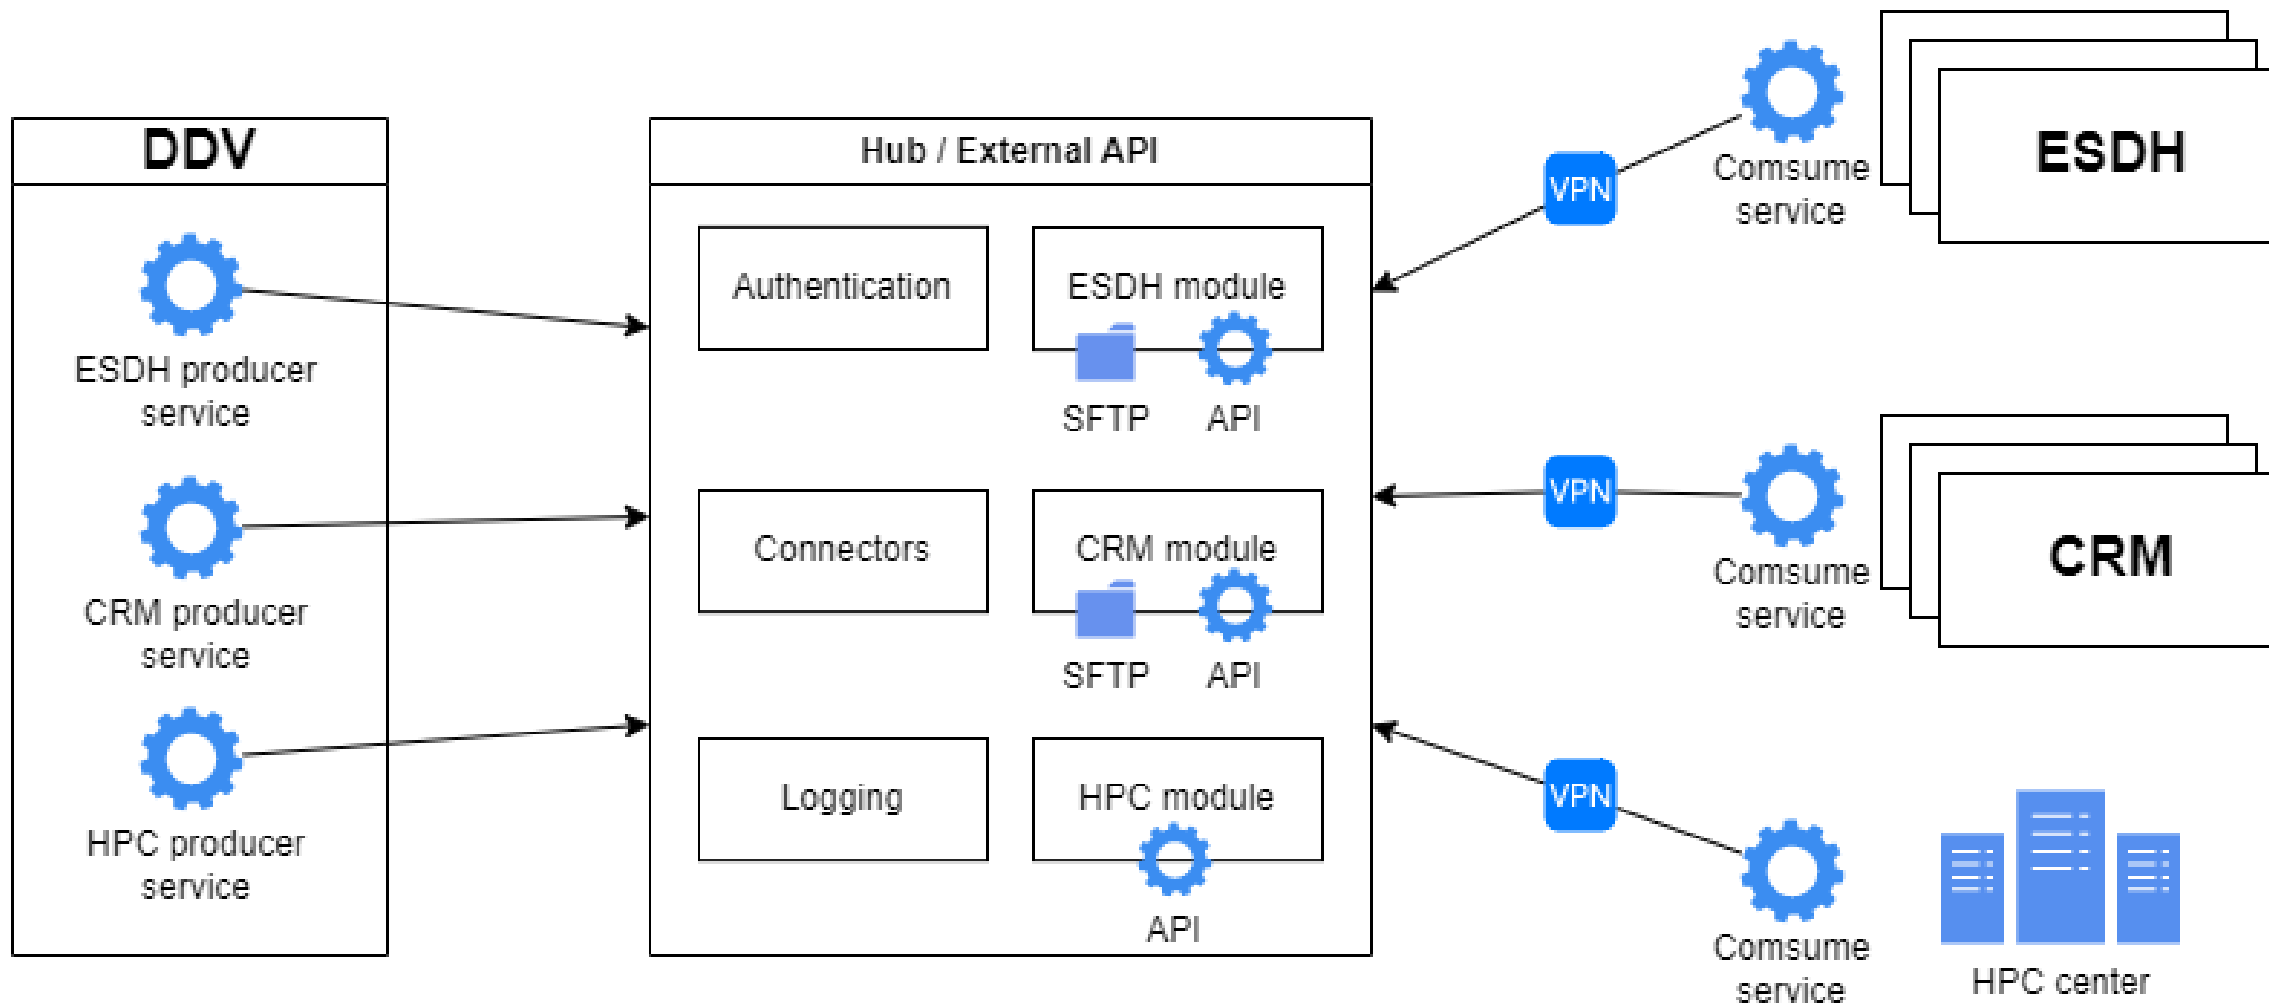 DDV
ESDH producer
service
CRM producer
service
HPC producer
service
Hub / External API
Authentication
ESDH module
SFTP
API
Connectors
CRM module
SFTP
API
Logging
HPC module
API
VPN
Comsume
service
ESDH
VPN
Comsume
service
CRM
VPN
Comsume
service
HPC center